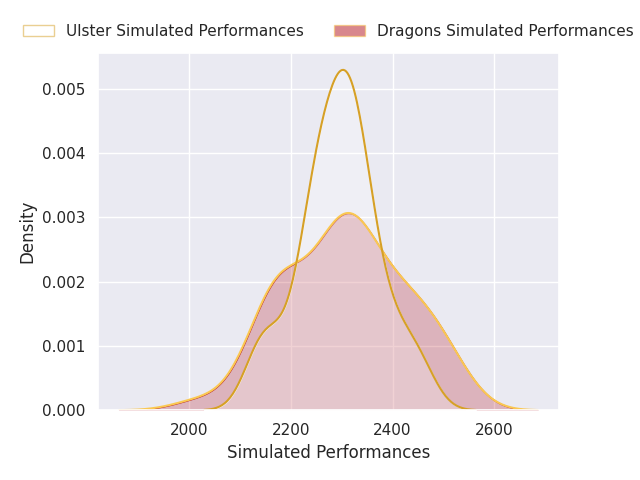 Ulster Simulated Performances Dragons Simulated Performances
0.005
0.004
0.003
0.002
0.001
0.000
Density
2000 2200 2400 2600
Simulated Performances